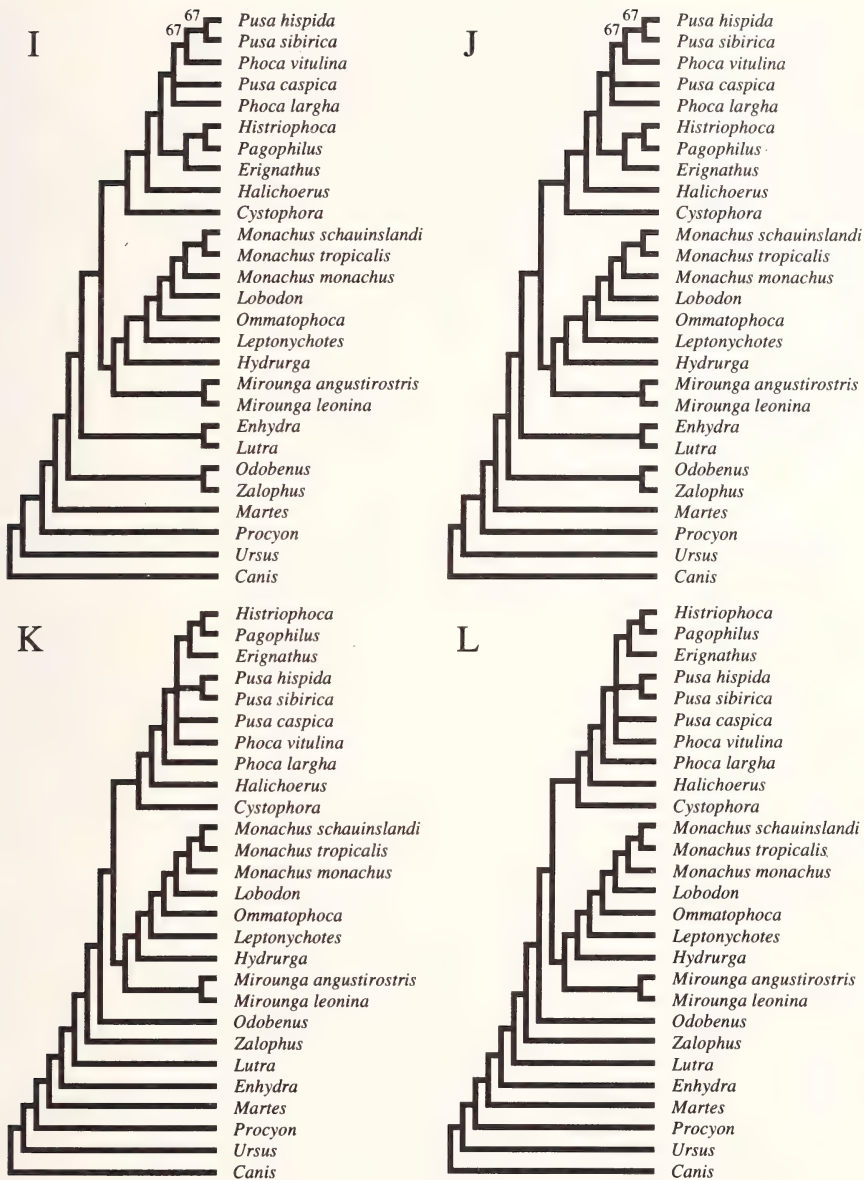 I
67
67
Pusa hispida
Pusa sibirica
Phoca vitulina
Pusa caspica
Phoca largha
Histriophoca
Pagophilus
Erignathus
Halichoerus
Cystophora
Monachus schauinslandi
Monachus tropicalis
Monachus monachus
Lobodon
Ommatophoca
Leptonychotes
Hydrurga
Mirounga angustirostris
Mirounga leonina
Enhydra
Lutra
Odobenus
Zalophus
Martes
Procyon
Ursus
Canis
J
67
67
Pusa hispida
Pusa sibirica
Phoca vitulina
Pusa caspica
Phoca largha
Histriophoca
Pagophilus
Erignathus
Halichoerus
Cystophora
Monachus schauinslandi
Monachus tropicalis
Monachus monachus
Lobodon
Ommatophoca
Leptonychotes
Hydrurga
Mirounga angustirostris
Mirounga leonina
Enhydra
Lutra
Odobenus
Zalophus
Martes
Procyon
Ursus
Canis
K
Histriophoca
Pagophilus
Erignathus
Pusa hispida
Pusa sibirica
Pusa caspica
Phoca vitulina
Phoca largha
Halichoerus
Cystophora
Monachus schauinslandi
Monachus tropicalis
Monachus monachus
Lobodon
Ommatophoca
Leptonychotes
Hydrurga
Mirounga angustirostris
Mirounga leonina
Odobenus
Zalophus
Lutra
Enhydra
Martes
Procyon
Ursus
Canis
L
Histriophoca
Pagophilus
Erignathus
Pusa hispida
Pusa sibirica
Pusa caspica
Phoca vitulina
Phoca largha
Halichoerus
Cystophora
Monachus schauinslandi
Monachus tropicalis
Monachus monachus
Lobodon
Ommatophoca
Leptonychotes
Hydrurga
Mirounga angustirostris
Mirounga leonina
Odobenus
Zalophus
Lutra
Enhydra
Martes
Procyon
Ursus
Canis